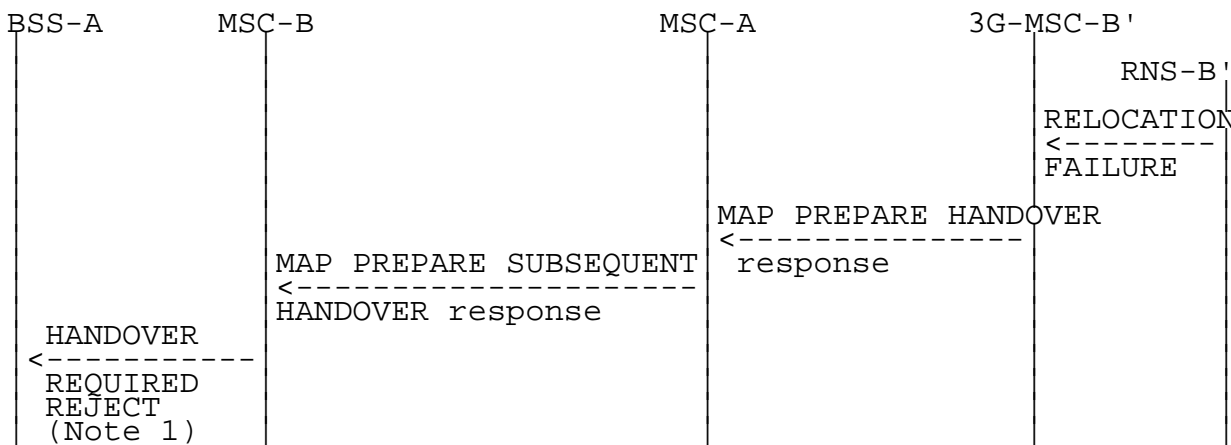 BSS-A MSC-B MSC-A 3G-MSC-B'
RNS-B'
RELOCATION
<--------
FAILURE
MAP PREPARE HANDOVER
<---------------
response
MAP PREPARE SUBSEQUENT
<---------------------
HANDOVER response
HANDOVER
<-----------
REQUIRED
REJECT
(Note 1)